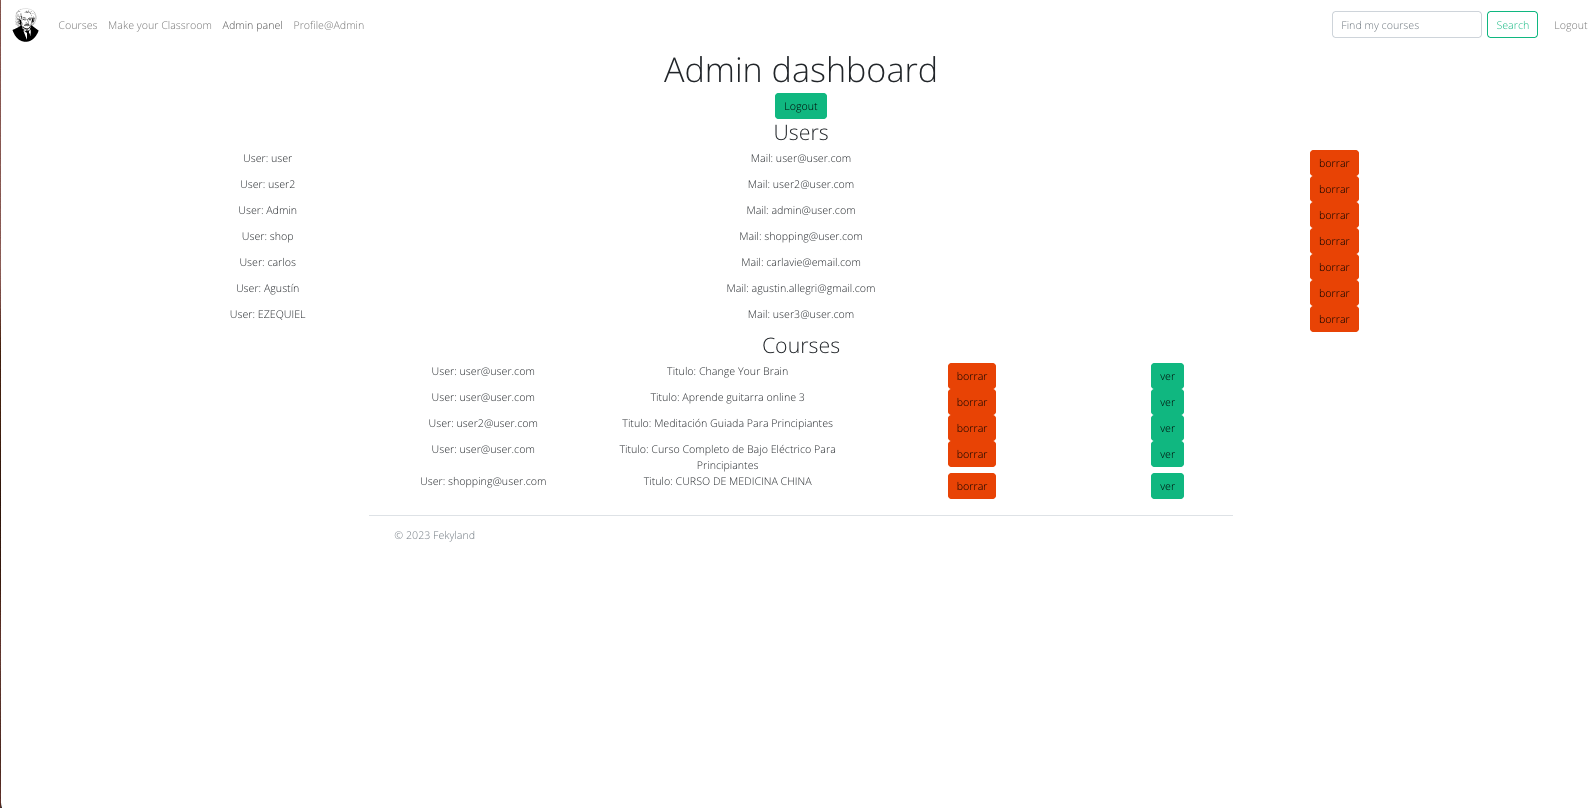 Courses Make your Classroom Admin panel Profile@Admin Find my courses Search Logout
Admin dashboard
Logout
Users
User: user Mail: user@user.com borrar
User: user2 Mail: user2@user.com borrar
User: Admin Mail: admin@user.com borrar
User: shop Mail: shopping@user.com borrar
User: carlos Mail: carlavie@email.com borrar
User: Agustín Mail: agustin.allegri@gmail.com borrar
User: EZEQUIEL Mail: user3@user.com borrar
Courses
User: user@user.com Titulo: Change Your Brain borrar ver
User: user@user.com Titulo: Aprende guitarra online 3 borrar ver
User: user2@user.com Titulo: Meditación Guiada Para Principiantes borrar ver
User: user@user.com Titulo: Curso Completo de Bajo Eléctrico Para borrar ver
Principiantes
User: shopping@user.com Titulo: CURSO DE MEDICINA CHINA borrar ver
© 2023 Fekyland